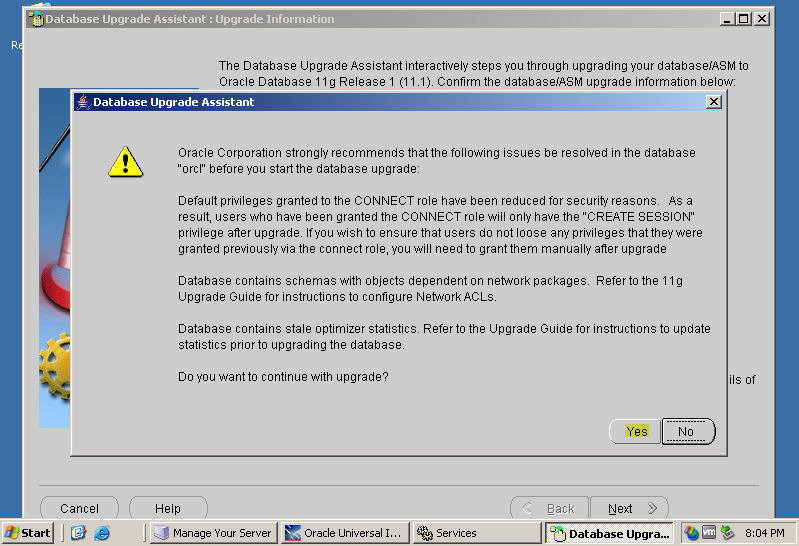 Database Upgrade Assistant : Upgrade Information
Re
The Database Upgrade Assistant interactively steps you through upgrading your database/ASM to
Oracle Database 11g Release 1 (11.1). Confirm the database/ASM upgrade information below:
Database Upgrade Assistant
Oracle Corporation strongly recommends that the following issues be resolved in the database
"orcl" before you start the database upgrade:
Default privileges granted to the CONNECT role have been reduced for security reasons. As a
result, users who have been granted the CONNECT role will only have the "CREATE SESSION"
privilege after upgrade. If you wish to ensure that users do not loose any privileges that they were
granted previously via the connect role, you will need to grant them manually after upgrade
Database contains schemas with objects dependent on network packages. Refer to the 11g
Upgrade Guide for instructions to configure Network ACLs.
Database contains stale optimizer statistics. Refer to the Upgrade Guide for instructions to update
statistics prior to upgrading the database.
Do you want to continue with upgrade?
ils of
Yes No
Cancel Help Back Next
Start Manage Your Server Oracle Universal I... Services Database Upgra... 8:04 PM